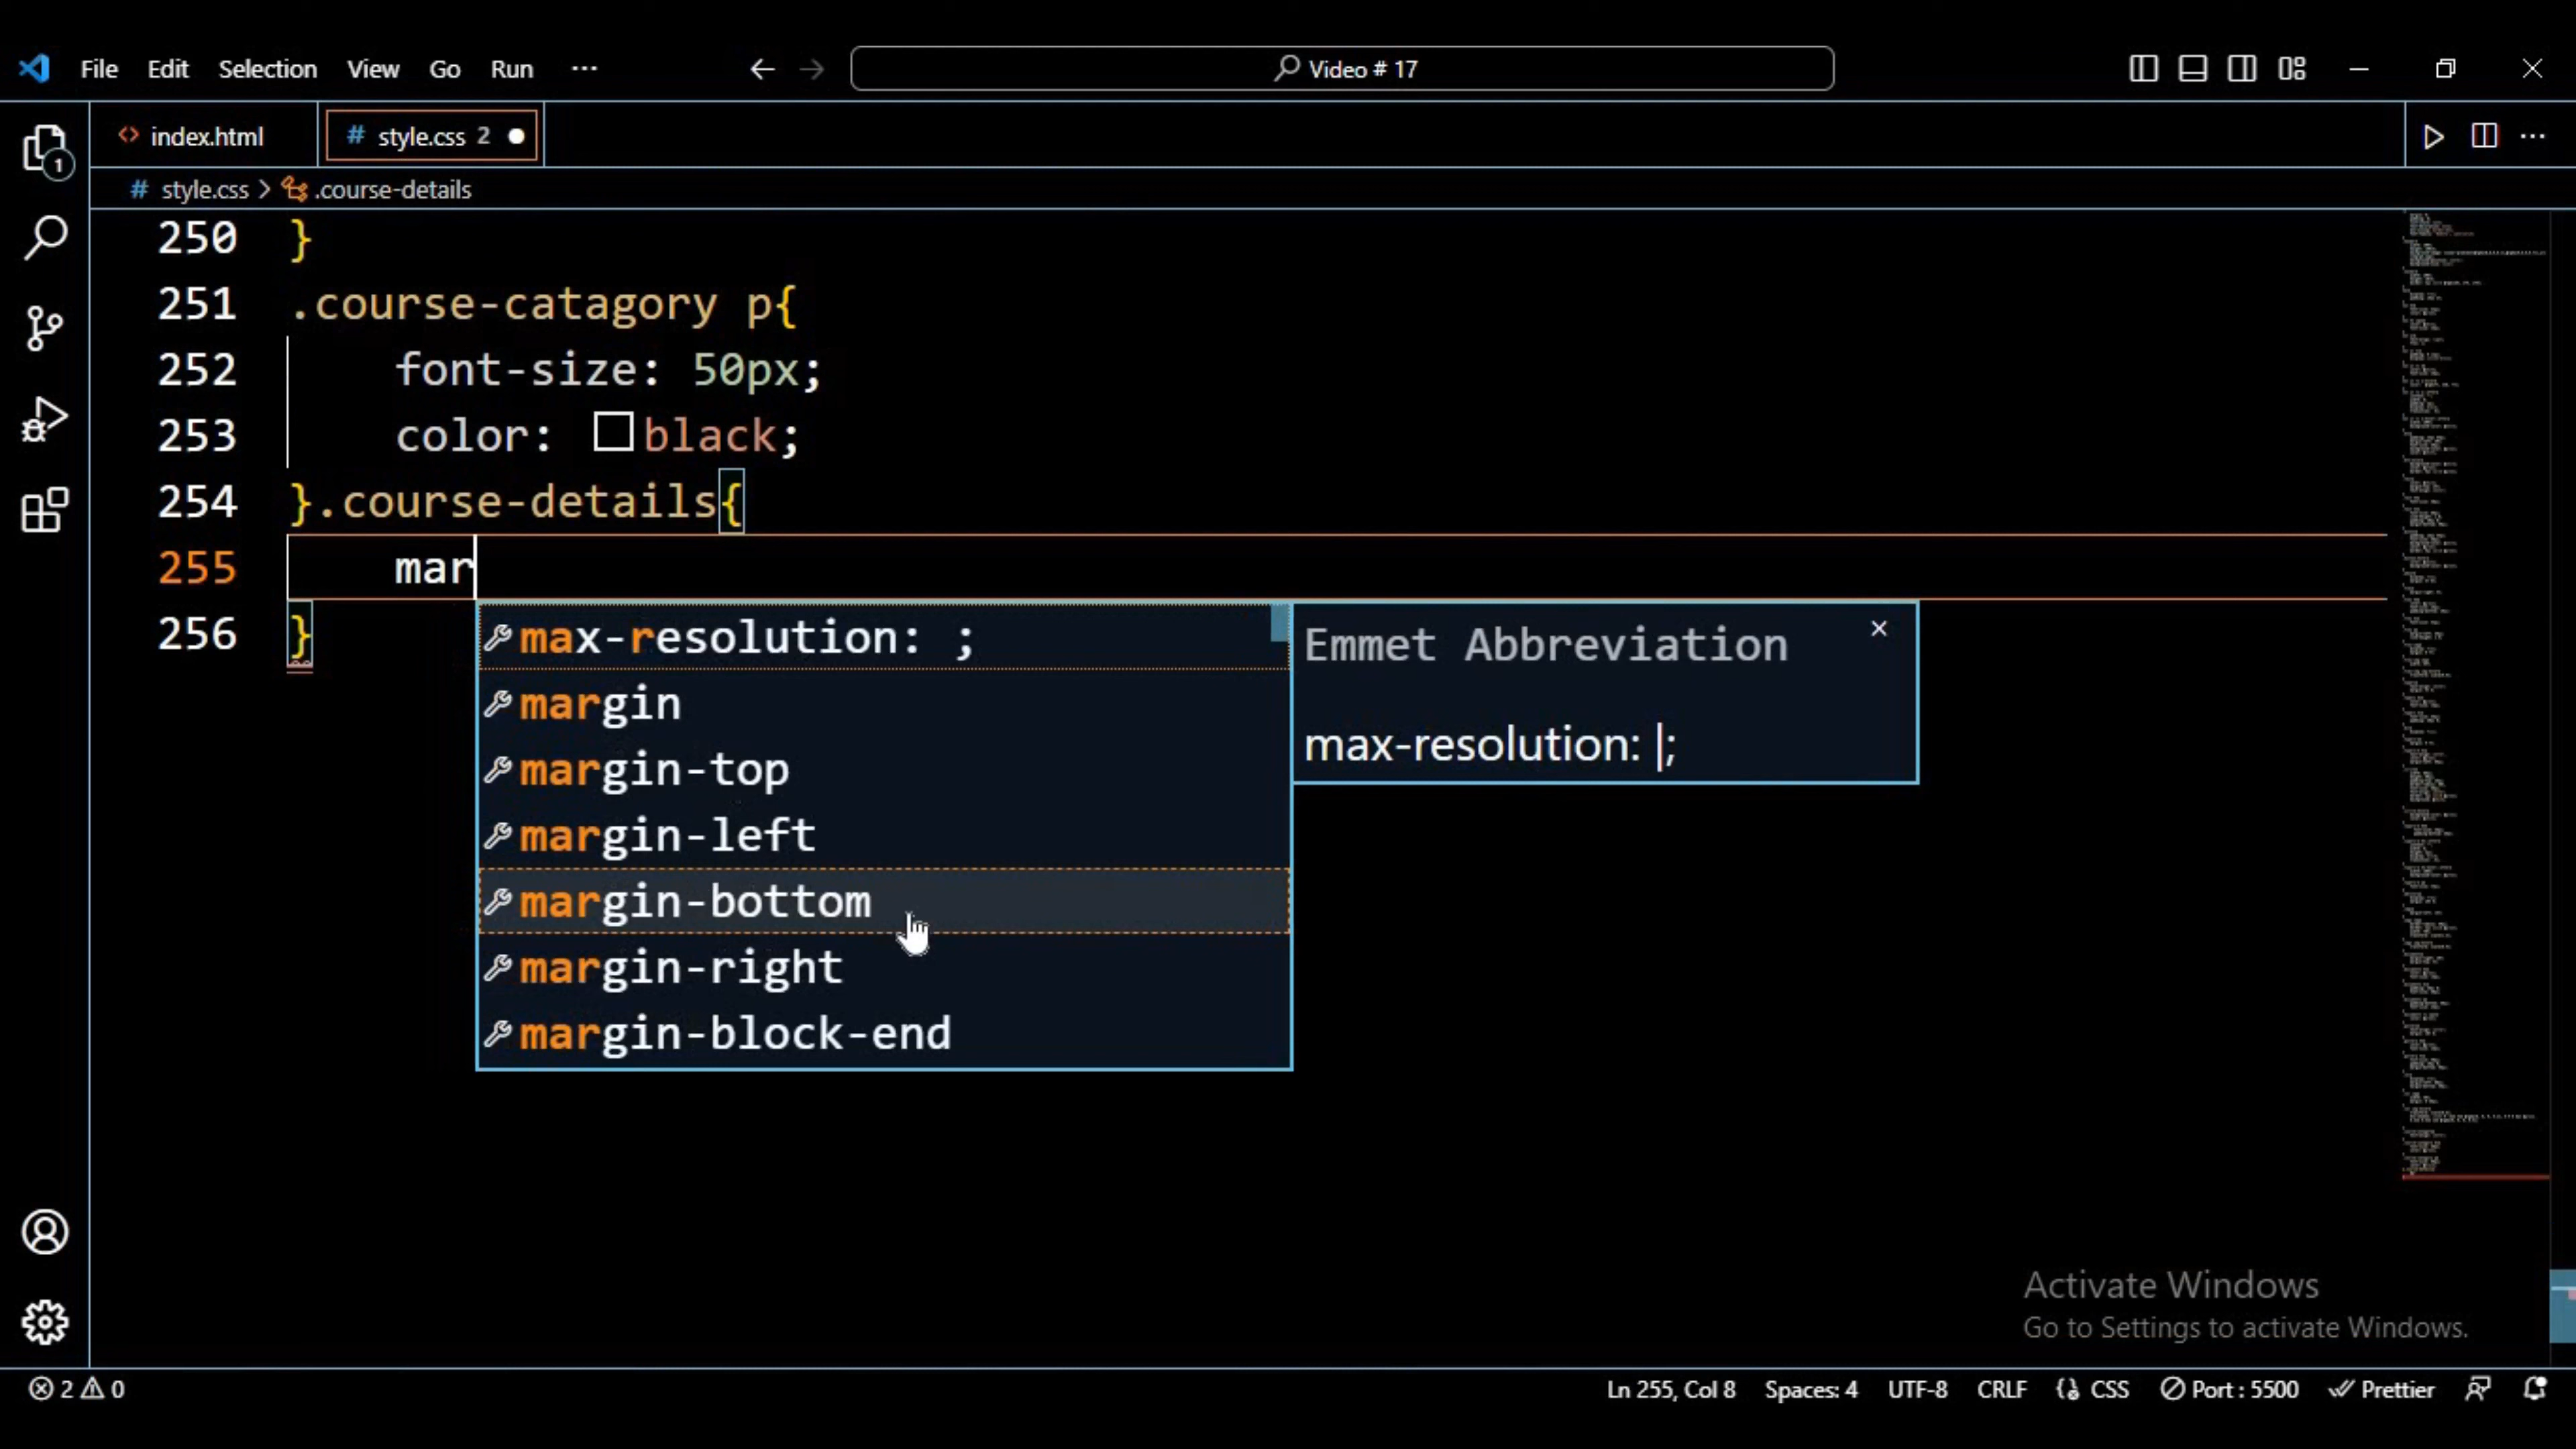 File Edit Selection View Go Run ··· Video # 17
index.html style.css 2
style.css > .course-details
250 }
251 .course-catagory p{
252 font-size: 50px;
253 color: black;
254 }.course-details{
255 mar
256 }
max-resolution: ;
margin
margin-top
margin-left
margin-bottom
margin-right
margin-block-end
Emmet Abbreviation
max-resolution: |;
1
Activate Windows
Go to Settings to activate Windows.
2 0 Ln 255, Col 8 Spaces: 4 UTF-8 CRLF CSS Port : 5500 Prettier